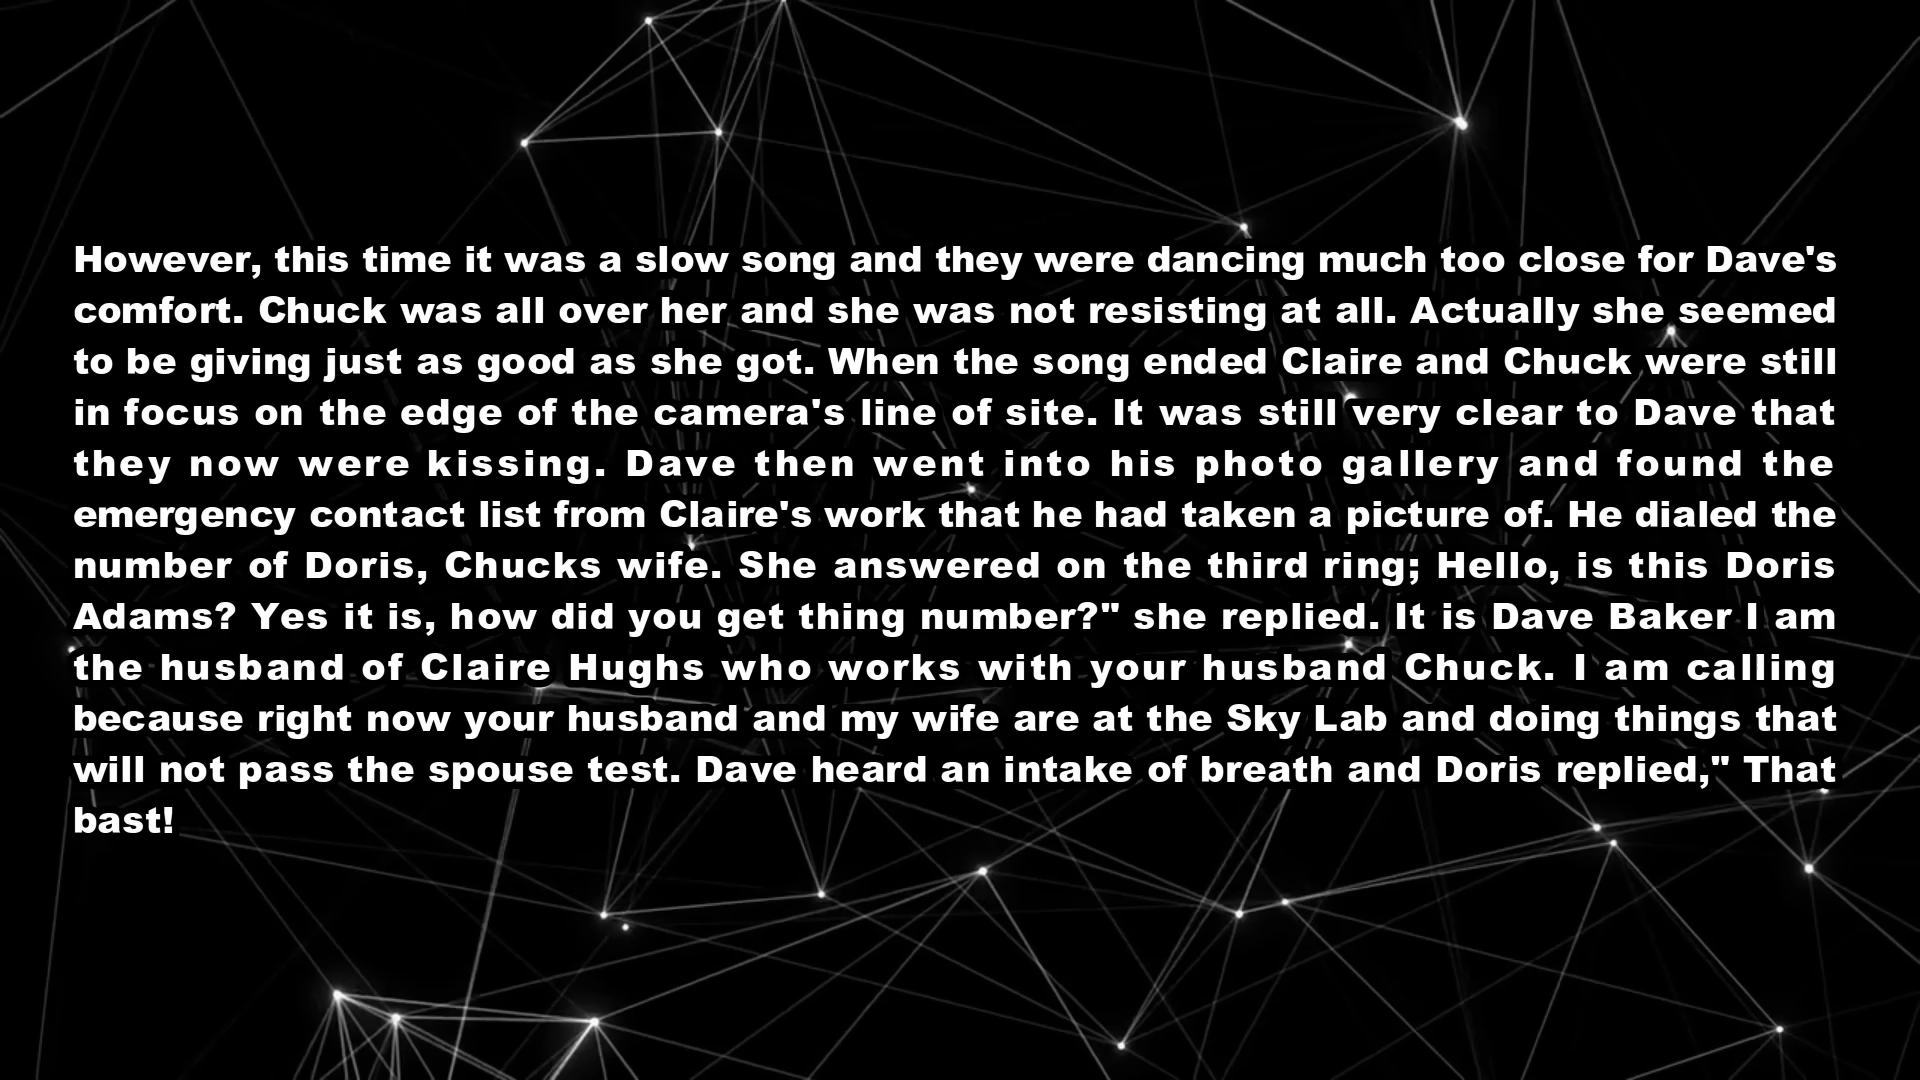 However, this time it was a slow song and they were dancing much too close for Dave's
comfort. Chuck was all over her and she was not resisting at all. Actually she seemed
to be giving just as good as she got. When the song ended Claire and Chuck were still
in focus on the edge of the camera's line of site. It was still very clear to Dave that
they now were kissing. Dave then went into his photo gallery and found the
emergency contact list from Claire's work that he had taken a picture of. He dialed the
number of Doris, Chucks wife. She answered on the third ring; Hello, is this Doris
Adams? Yes it is, how did you get thing number?" she replied. It is Dave Baker I am
the husband of Claire Hughs who works with your husband Chuck. I am calling
because right now your husband and my wife are at the Sky Lab and doing things that
will not pass the spouse test. Dave heard an intake of breath and Doris replied," That
bast!